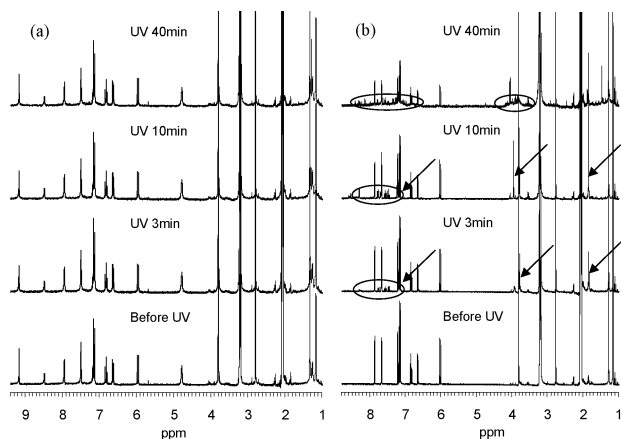 (a)
UV 40min
UV 10min
UV 3min
Before UV
9 8 7 6 5 4 3 2 1
ppm
(b)
UV 40min
UV 10min
UV 3min
Before UV
8 7 6 5 4 3 2 1
ppm ppm